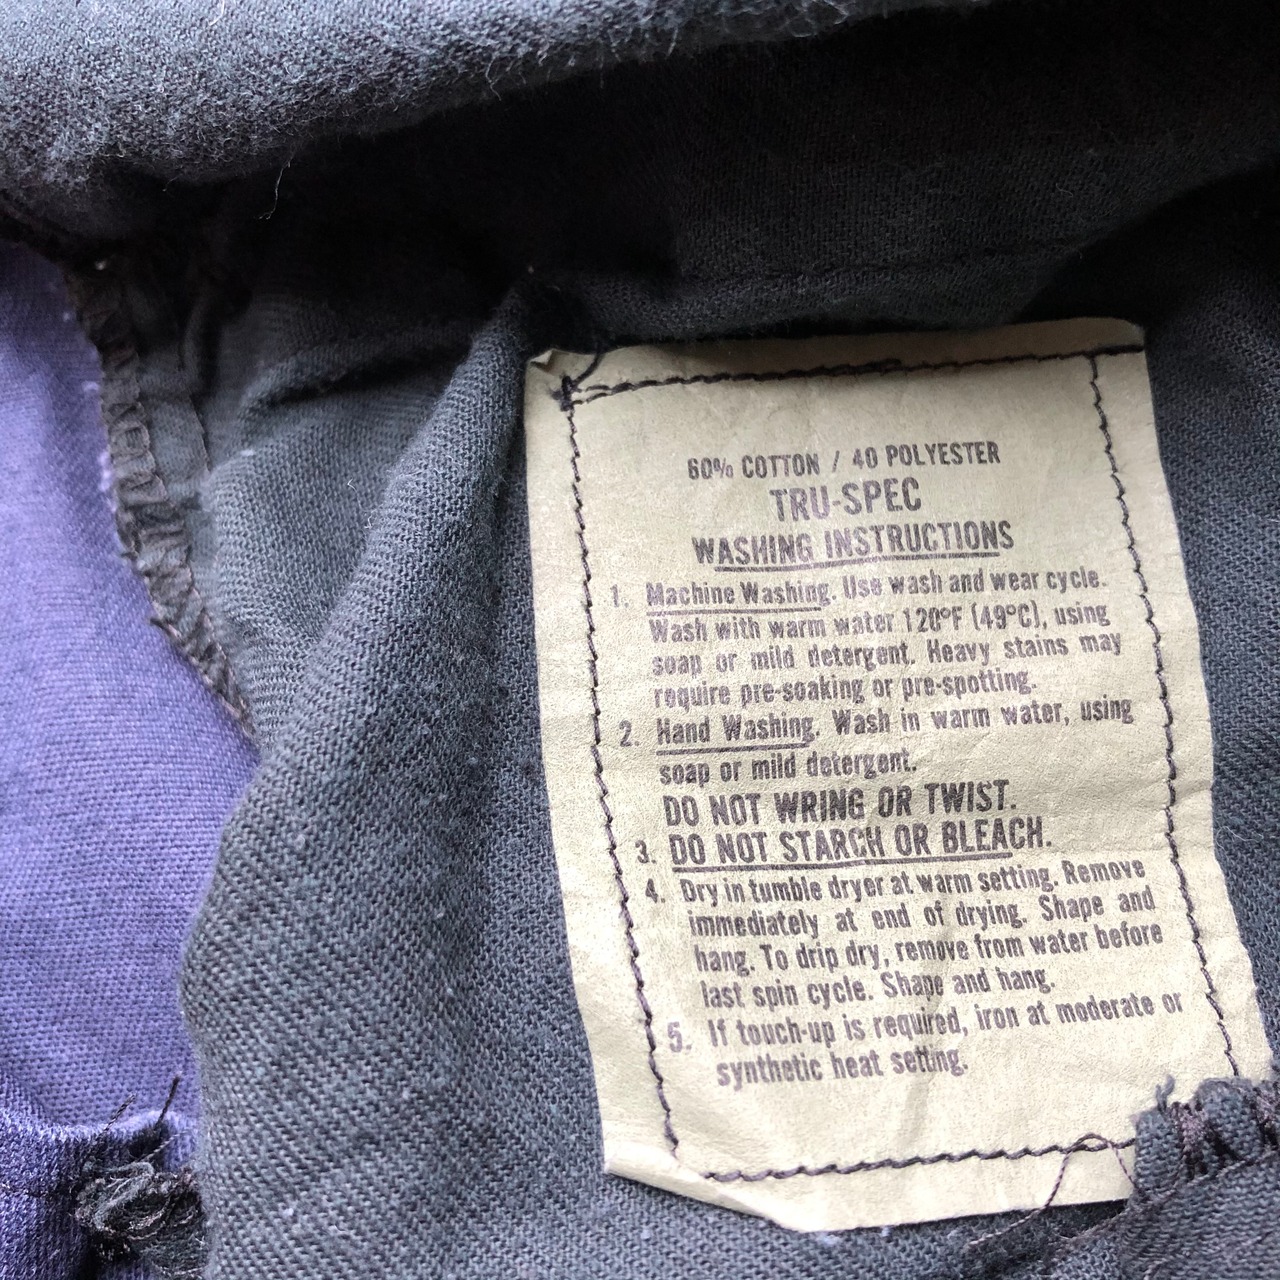 60% COTTON / 40 POLYESTER
TRU-SPEC
WASHING INSTRUCTIONS
1. Machine Washing. Use wash and wear cycle.
Wash with warm water 120°F (49°C), using
soap or mild detergent. Heavy stains may
require pre-soaking or pre-spotting.
2. Hand Washing. Wash in warm water, using
soap or mild detergent.
DO NOT WRING OR TWIST.
3. DO NOT STARCH OR BLEACH.
4. Dry in tumble dryer at warm setting. Remove
immediately at end of drying. Shape and
hang. To drip dry, remove from water before
last spin cycle. Shape and hang.
5. If touch-up is required, iron at moderate or
synthetic heat setting.